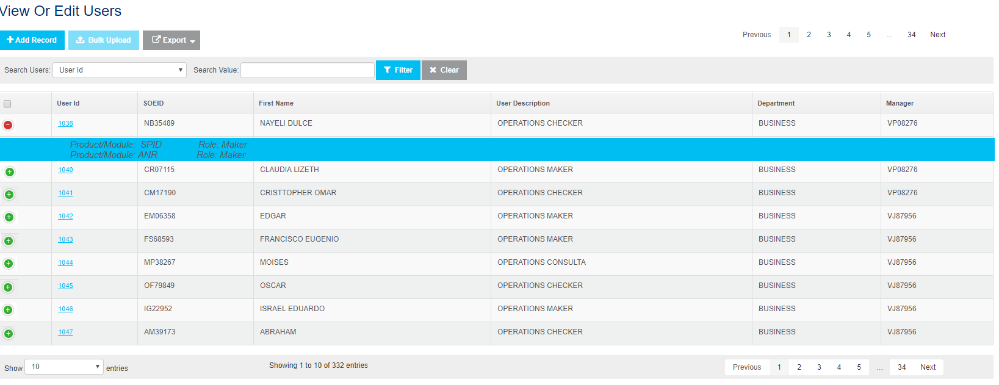 View Or Edit Users
Add Record Bulk Upload Export
Previous 1 2 3 4 5 ... 34 Next
Search Users: User Id Search Value: Filter Clear
User Id SOEID First Name User Description Department Manager
1038 NB35489 NAYELI DULCE OPERATIONS CHECKER BUSINESS VP08276
Product/Module: SPID Role: Maker
Product/Module: ANR Role: Maker
1040 CR07115 CLAUDIA LIZETH OPERATIONS MAKER BUSINESS VP08276
1041 CM17190 CRISTTOPHER OMAR OPERATIONS CHECKER BUSINESS VP08276
1042 EM06358 EDGAR OPERATIONS MAKER BUSINESS VJ87956
1043 FS68593 FRANCISCO EUGENIO OPERATIONS MAKER BUSINESS VJ87956
1044 MP38267 MOISES OPERATIONS CONSULTA BUSINESS VJ87956
1045 OF79849 OSCAR OPERATIONS CHECKER BUSINESS VJ87956
1046 IG22952 ISRAEL EDUARDO OPERATIONS MAKER BUSINESS VJ87956
1047 AM39173 ABRAHAM OPERATIONS CHECKER BUSINESS VJ87956
Show 10 entries Showing 1 to 10 of 332 entries Previous 1 2 3 4 5 ... 34 Next